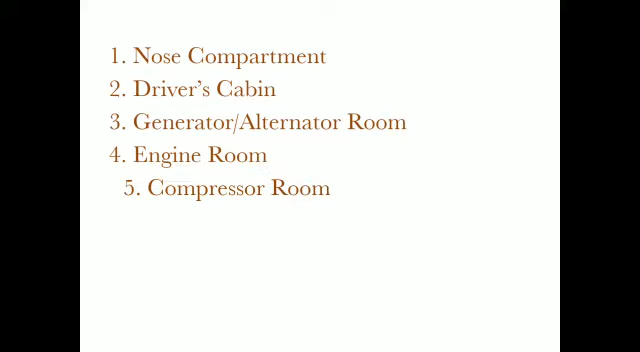 1. Nose Compartment
2. Driver’s Cabin
3. Generator/Alternator Room
4. Engine Room
5. Compressor Room